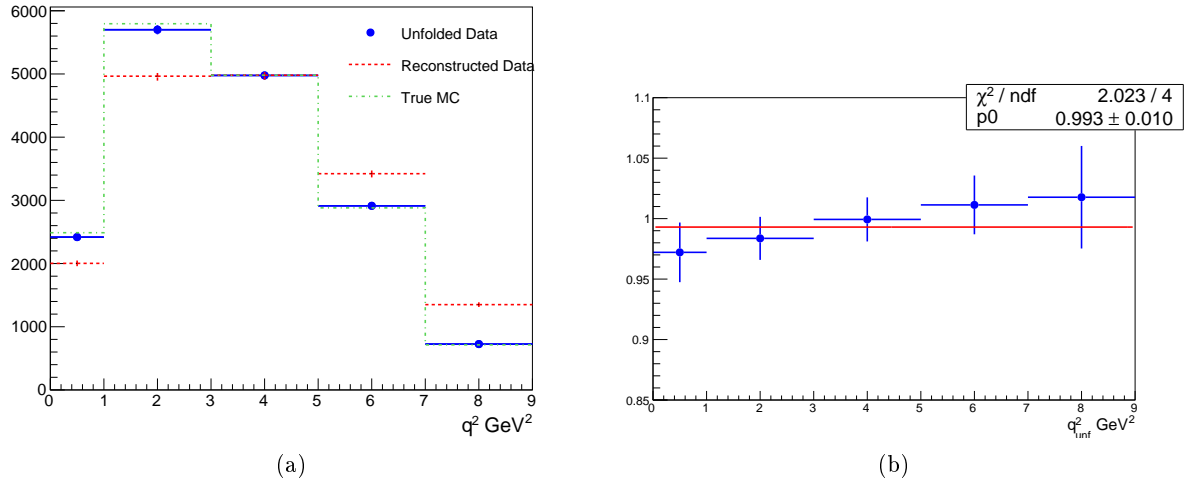 6000
5000
4000
3000
2000
1000
0
0 1 2 3 4 5 6 7 8 9
q² GeV²
Unfolded Data
Reconstructed Data
True MC
(a)
1.1
1.05
1
0.95
0.9
0.85
0 1 2 3 4 5 6 7 8 9
q²unf GeV²
χ² / ndf 2.023 / 4
p0 0.993 ± 0.010
(b)